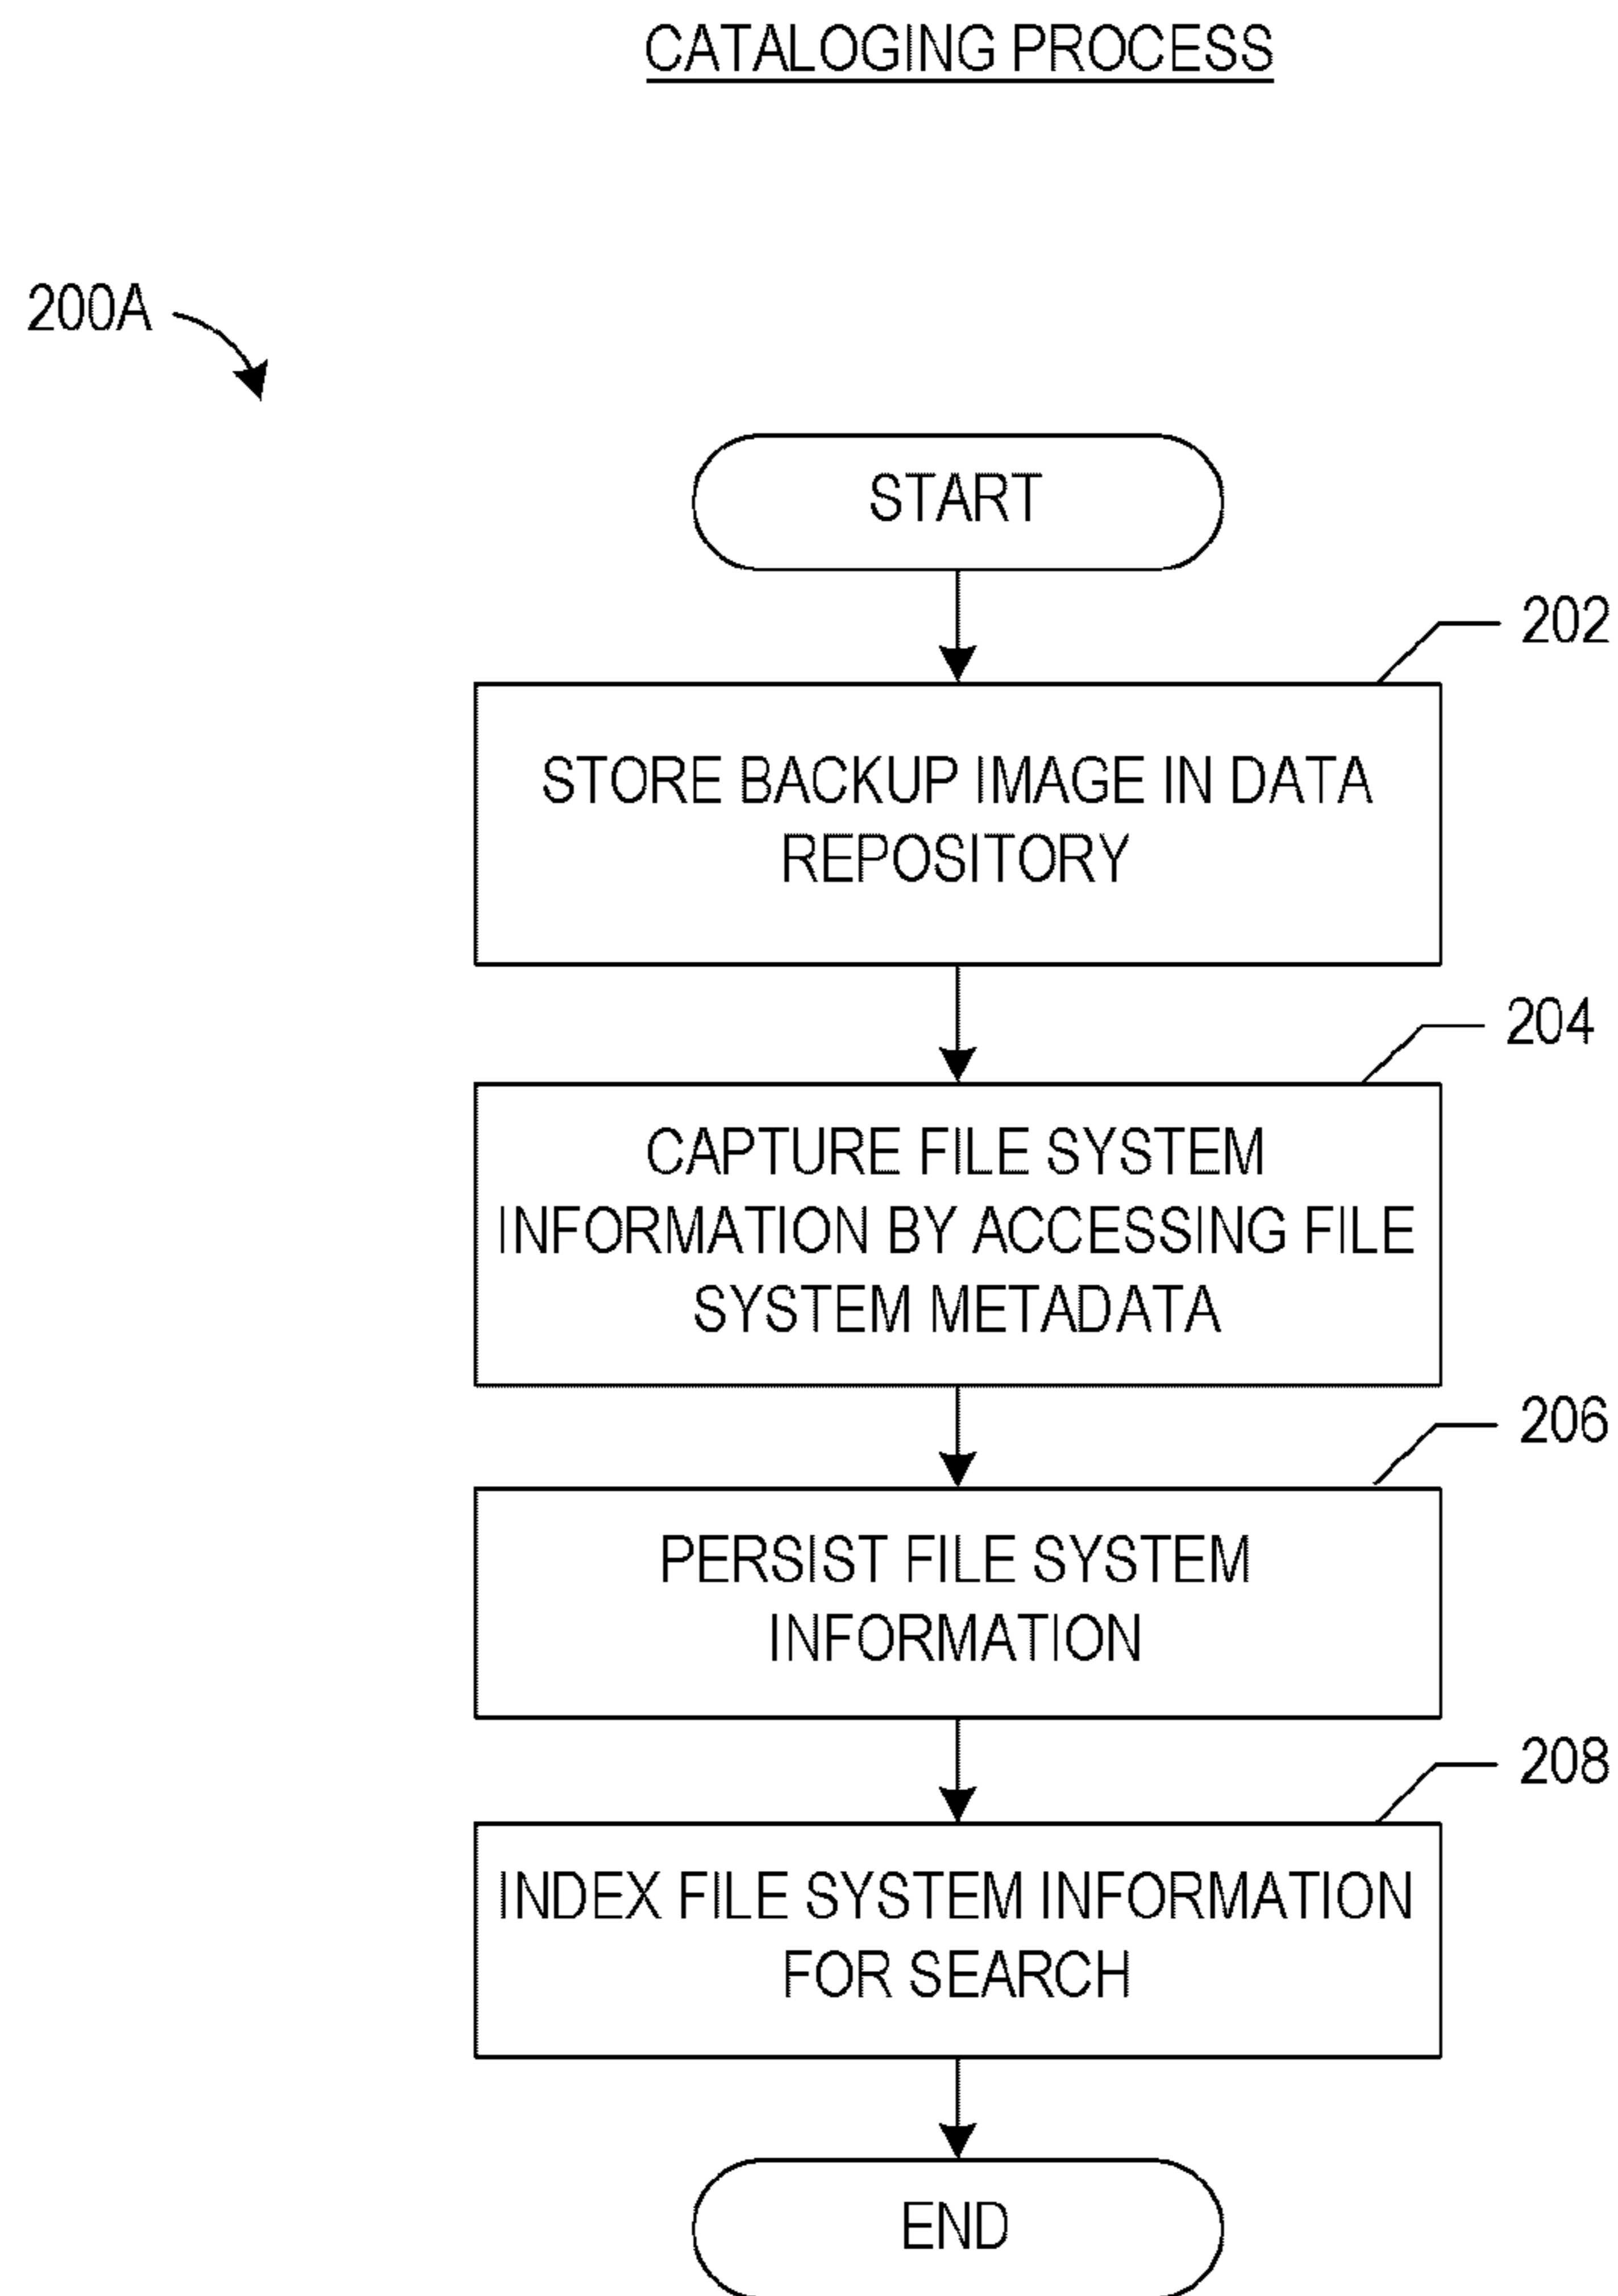 CATALOGING PROCESS
200A
START
202
STORE BACKUP IMAGE IN DATA
REPOSITORY
204
CAPTURE FILE SYSTEM
INFORMATION BY ACCESSING FILE
SYSTEM METADATA
206
PERSIST FILE SYSTEM
INFORMATION
208
INDEX FILE SYSTEM INFORMATION
FOR SEARCH
END